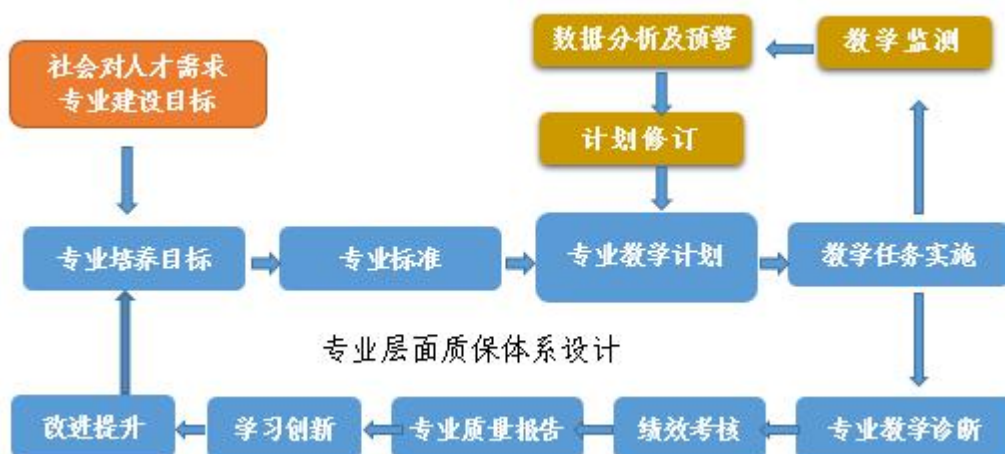 数据分析及预警
教学监测
社会对人才需求
专业建设目标
计划修订
专业培养目标
专业标准
专业教学计划
教学任务实施
专业层面质保体系设计
改进提升
学习创新
专业质量报告
绩效考核
专业教学诊断